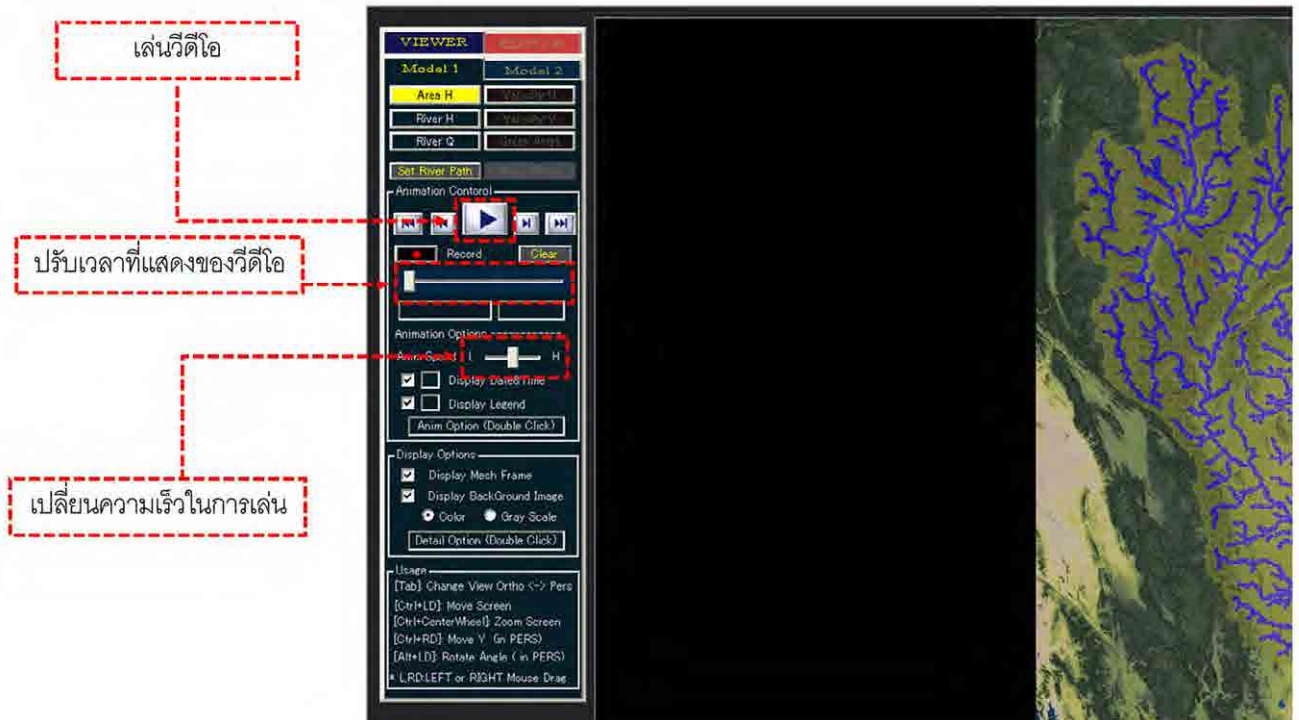 เล่นวีดีโอ
ปรับเวลาที่แสดงของวีดีโอ
เปลี่ยนความเร็วในการเล่น
VIEWER
Model 1 Model 2
Area H
River H
River Q
Set River Path
Animation Contorol
Record Clear
Animation Options
Anim Speed L H
Display Date&Time
Display Legend
Anim Option (Double Click)
Display Options
Display Mesh Frame
Display BackGround Image
Color Gray Scale
Detail Option (Double Click)
Usage
[Tab]: Change View Ortho <-> Pers
[Ctrl+LD]: Move Screen
[Ctrl+CenterWheel]: Zoom Screen
[Ctrl+RD]: Move Y (in PERS)
[Alt+LD]: Rotate Angle ( in PERS)
* L,RD:LEFT or RIGHT Mouse Drag